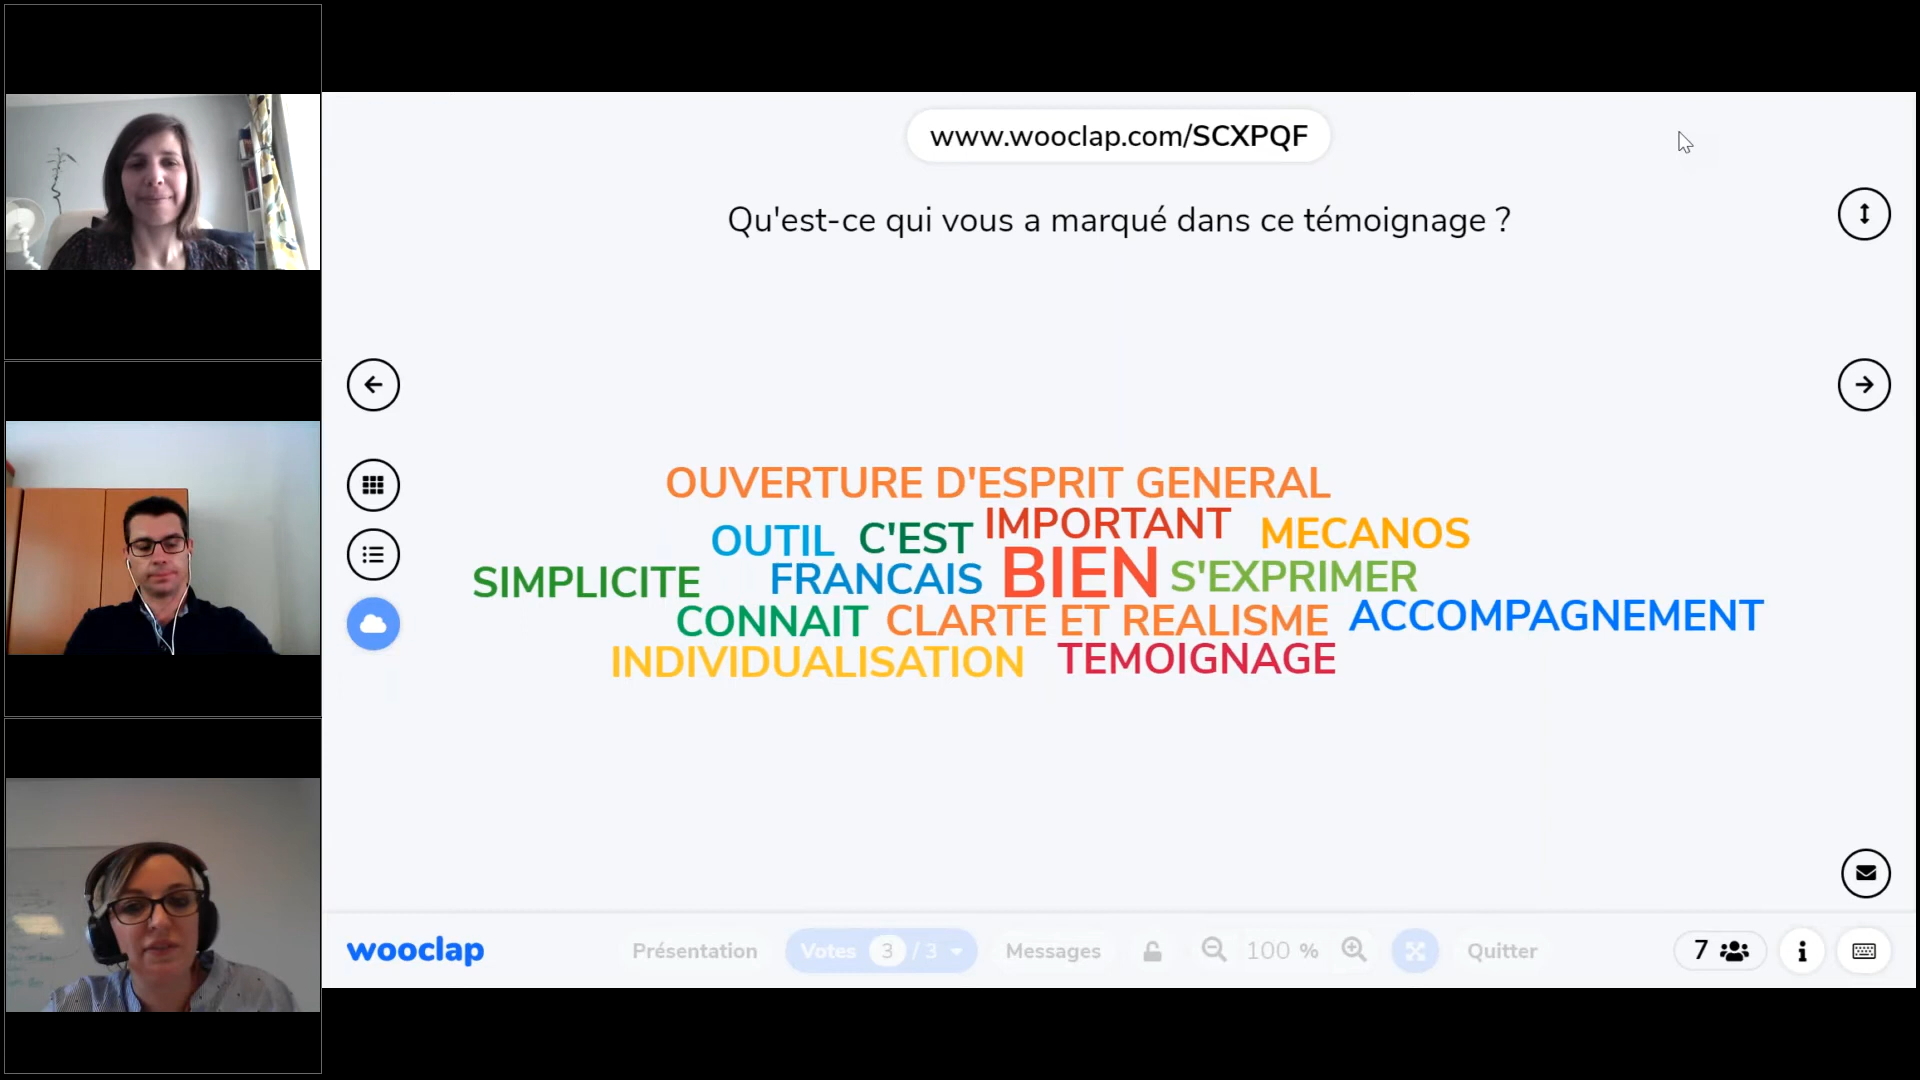 www.wooclap.com/SCXPQF
Qu'est-ce qui vous a marqué dans ce témoignage ?
OUVERTURE D'ESPRIT GENERAL
OUTIL C'EST IMPORTANT MECANOS
SIMPLICITE FRANCAIS BIEN S'EXPRIMER
CONNAIT CLARTE ET REALISME ACCOMPAGNEMENT
INDIVIDUALISATION TEMOIGNAGE
wooclap Présentation Votes 3 / 3 Messages 100 % Quitter 7